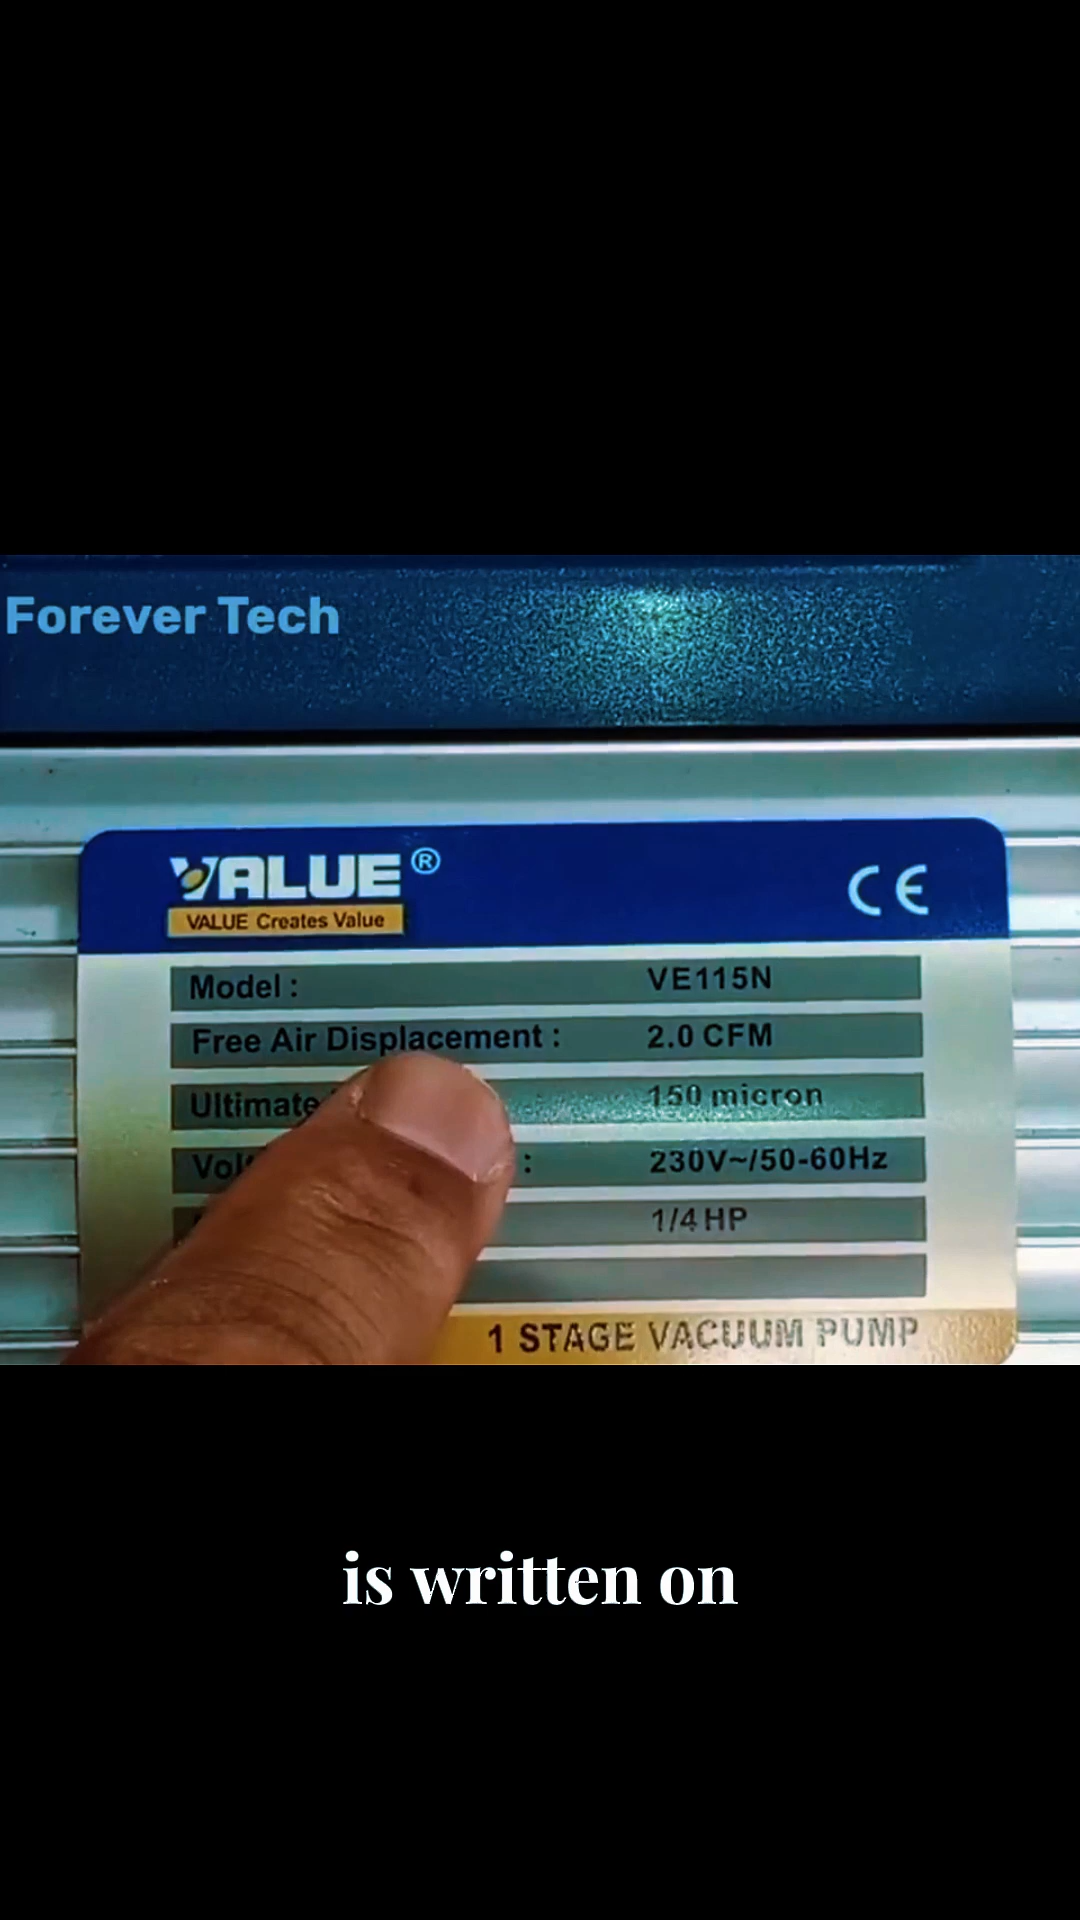 Forever Tech
VALUE ®
VALUE Creates Value
CE
Model : VE115N
Free Air Displacement : 2.0 CFM
Ultimate 150 micron
: 230V~/50-60Hz
1/4 HP
1 STAGE VACUUM PUMP
is written on